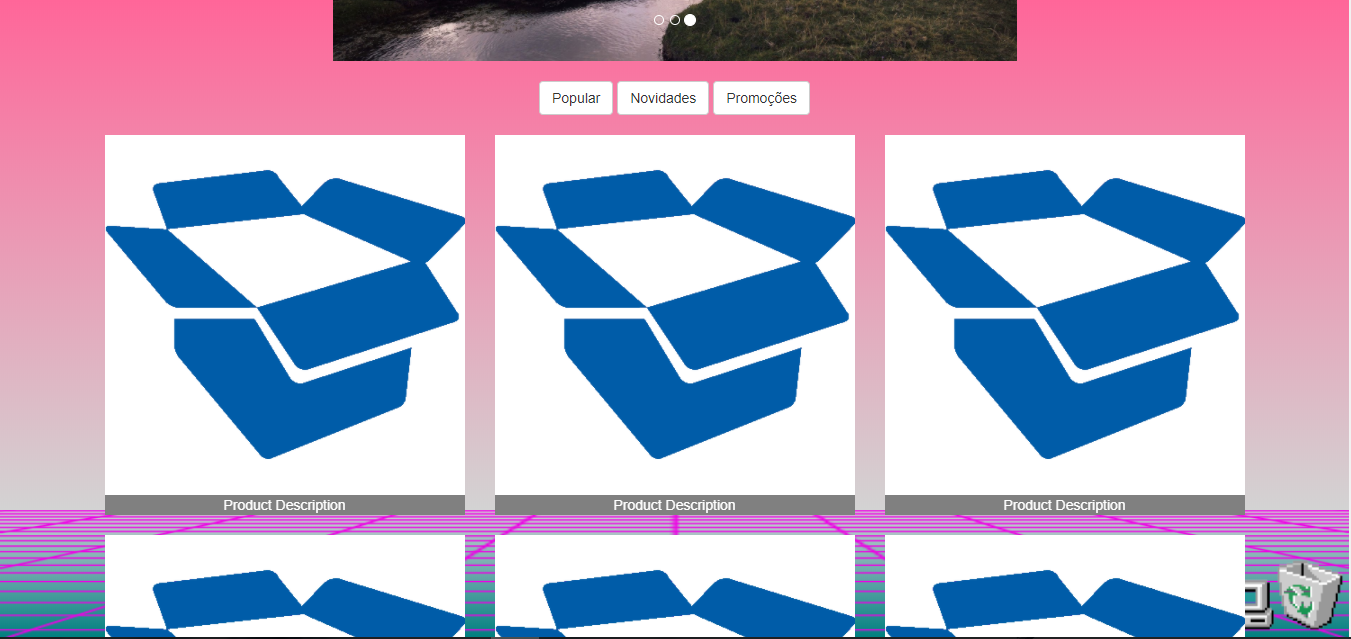 Popular
Novidades
Promoções
Product Description
Product Description
Product Description